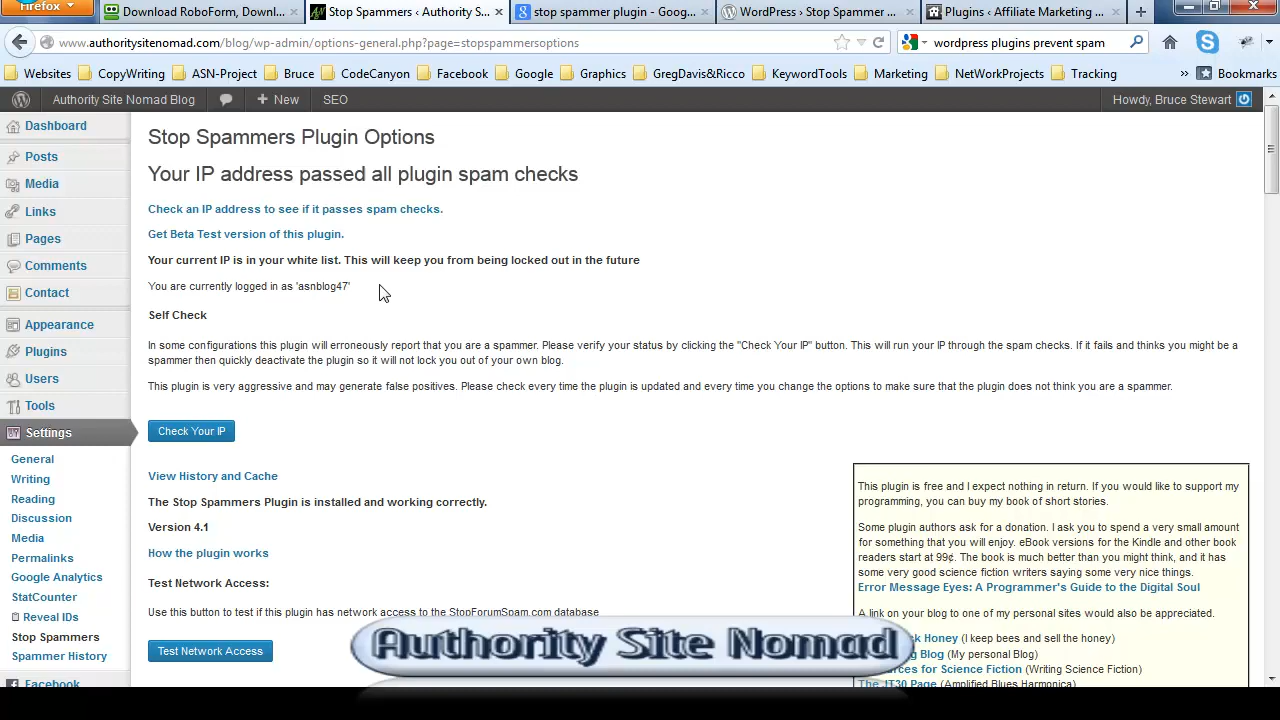 Firefox
Download RoboForm, Downl...
Stop Spammers ‹ Authority S...
stop spammer plugin - Goog...
WordPress › Stop Spammer ...
Plugins ‹ Affiliate Marketing ...
www.authoritysitenomad.com/blog/wp-admin/options-general.php?page=stopspammersoptions
wordpress plugins prevent spam
Websites
CopyWriting
ASN-Project
Bruce
CodeCanyon
Facebook
Google
Graphics
GregDavis&Ricco
KeywordTools
Marketing
NetWorkProjects
Tracking
»
Bookmarks
Authority Site Nomad Blog
+ New
SEO
Howdy, Bruce Stewart
Dashboard
Posts
Media
Links
Pages
Comments
Contact
Appearance
Plugins
Users
Tools
Settings
General
Writing
Reading
Discussion
Media
Permalinks
Google Analytics
StatCounter
Reveal IDs
Stop Spammers
Spammer History
Facebook
Stop Spammers Plugin Options
Your IP address passed all plugin spam checks
Check an IP address to see if it passes spam checks.
Get Beta Test version of this plugin.
Your current IP is in your white list. This will keep you from being locked out in the future
You are currently logged in as 'asnblog47'
Self Check
In some configurations this plugin will erroneously report that you are a spammer. Please verify your status by clicking the "Check Your IP" button. This will run your IP through the spam checks. If it fails and thinks you might be a
spammer then quickly deactivate the plugin so it will not lock you out of your own blog.
This plugin is very aggressive and may generate false positives. Please check every time the plugin is updated and every time you change the options to make sure that the plugin does not think you are a spammer.
Check Your IP
View History and Cache
The Stop Spammers Plugin is installed and working correctly.
Version 4.1
How the plugin works
Test Network Access:
Use this button to test if this plugin has network access to the StopForumSpam.com database
Test Network Access
This plugin is free and I expect nothing in return. If you would like to support my
programming, you can buy my book of short stories.
Some plugin authors ask for a donation. I ask you to spend a very small amount
for something that you will enjoy. eBook versions for the Kindle and other book
readers start at 99¢. The book is much better than you might think, and it has
some very good science fiction writers saying some very nice things.
Error Message Eyes: A Programmer's Guide to the Digital Soul
A link on your blog to one of my personal sites would also be appreciated.
Honey (I keep bees and sell the honey)
Blog (My personal Blog)
for Science Fiction (Writing Science Fiction)
The JT30 Page (Amplified Blues Harmonica)
Authority Site Nomad